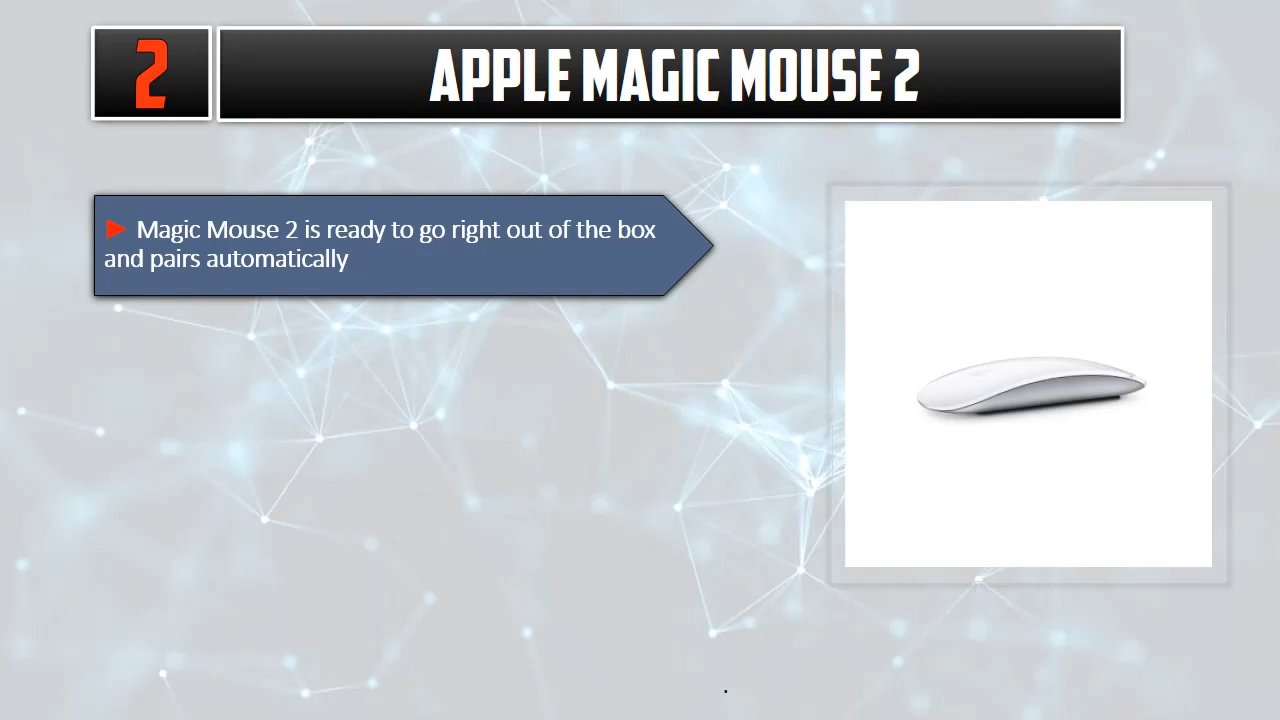 2
APPLE MAGIC MOUSE 2
► Magic Mouse 2 is ready to go right out of the box
and pairs automatically
.